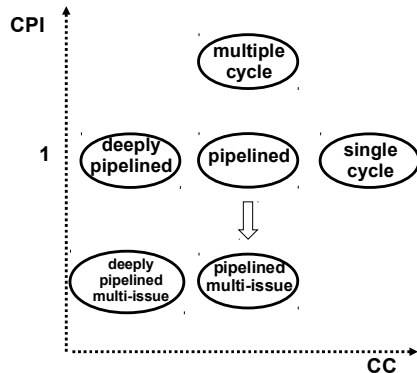 CPI
multiple
cycle
1
deeply
pipelined
pipelined
single
cycle
deeply
pipelined
multi-issue
pipelined
multi-issue
CC